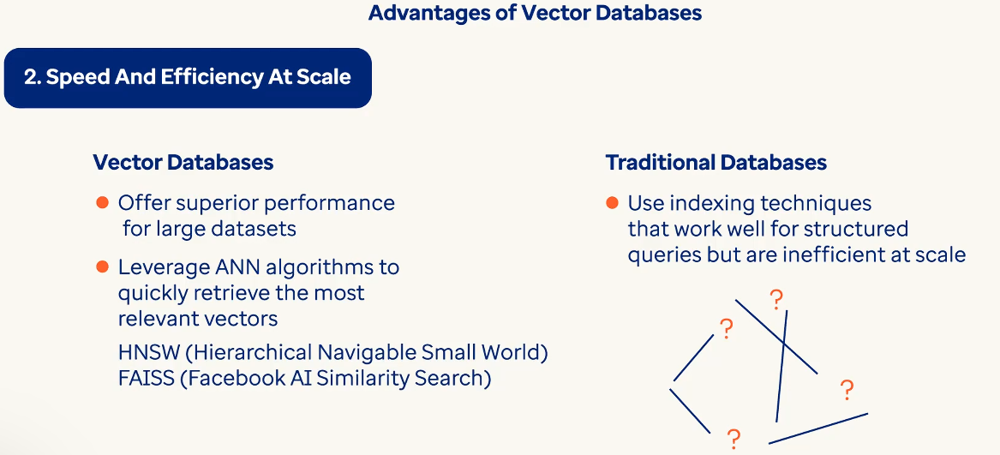 Advantages of Vector Databases
2. Speed And Efficiency At Scale
Vector Databases
Offer superior performance
for large datasets
Leverage ANN algorithms to
quickly retrieve the most
relevant vectors
HNSW (Hierarchical Navigable Small World)
FAISS (Facebook AI Similarity Search)
Traditional Databases
Use indexing techniques
that work well for structured
queries but are inefficient at scale
?
?
?
?